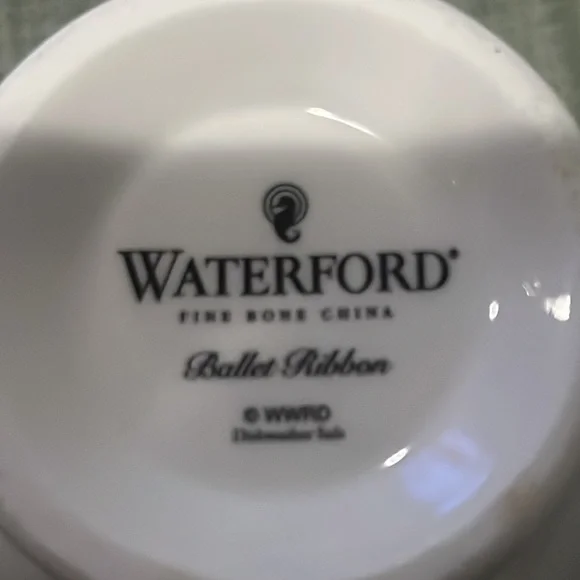 WATERFORD®
FINE BONE CHINA
Ballet Ribbon
© WWRD
Dishwasher Safe